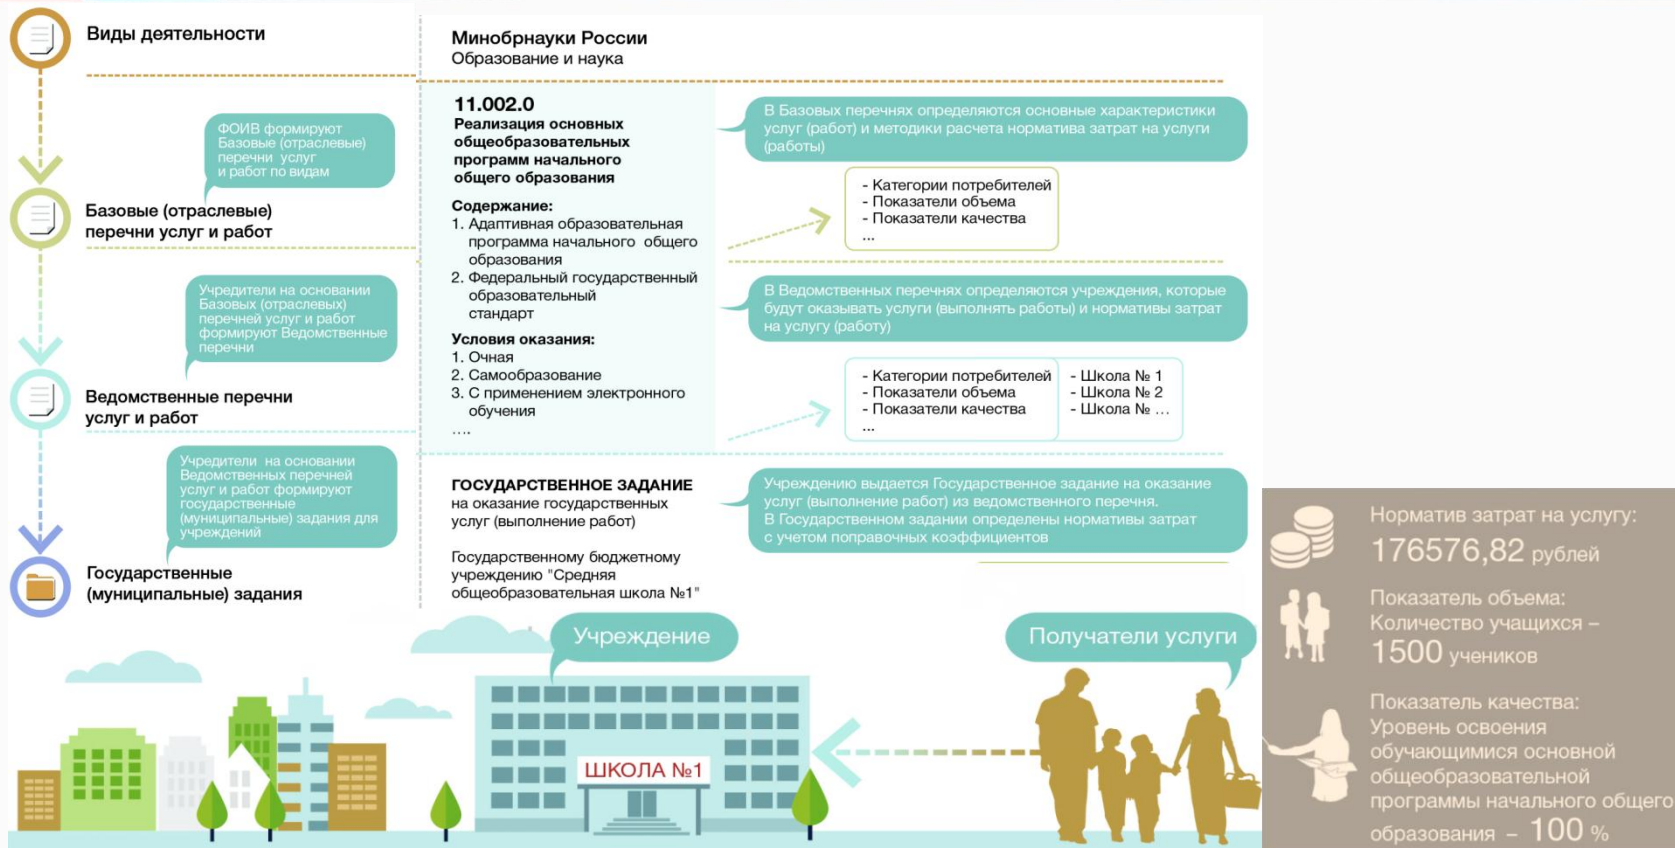 Виды деятельности
Минобрнауки России
Образование и наука
ФОИВ формируют
Базовые (отраслевые)
перечни услуг
и работ по видам
Базовые (отраслевые)
перечни услуг и работ
Учредители на основании
Базовых (отраслевых)
перечней услуг и работ
формируют Ведомственные
перечни
Ведомственные перечни
услуг и работ
Учредители на основании
Ведомственных перечней
услуг и работ формируют
государственные
(муниципальные) задания для
учреждений
Государственные
(муниципальные) задания
11.002.0
Реализация основных
общеобразовательных
программ начального
общего образования
Содержание:
1. Адаптивная образовательная
программа начального общего
образования
2. Федеральный государственный
образовательный
стандарт
Условия оказания:
1. Очная
2. Самообразование
3. С применением электронного
обучения
....
В Базовых перечнях определяются основные характеристики
услуг (работ) и методики расчета норматива затрат на услуги
(работы)
- Категории потребителей
- Показатели объема
- Показатели качества
...
В Ведомственных перечнях определяются учреждения, которые
будут оказывать услуги (выполнять работы) и нормативы затрат
на услугу (работу)
- Категории потребителей
- Показатели объема
- Показатели качества
...
- Школа № 1
- Школа № 2
- Школа № ...
ГОСУДАРСТВЕННОЕ ЗАДАНИЕ
на оказание государственных
услуг (выполнение работ)
Государственному бюджетному
учреждению "Средняя
общеобразовательная школа №1"
Учреждению выдается Государственное задание на оказание
услуг (выполнение работ) из ведомственного перечня.
В Государственном задании определены нормативы затрат
с учетом поправочных коэффициентов
Учреждение
Получатели услуги
ШКОЛА №1
Норматив затрат на услугу:
176576,82 рублей
Показатель объема:
Количество учащихся –
1500 учеников
Показатель качества:
Уровень освоения
обучающимися основной
общеобразовательной
программы начального общего
образования – 100 %